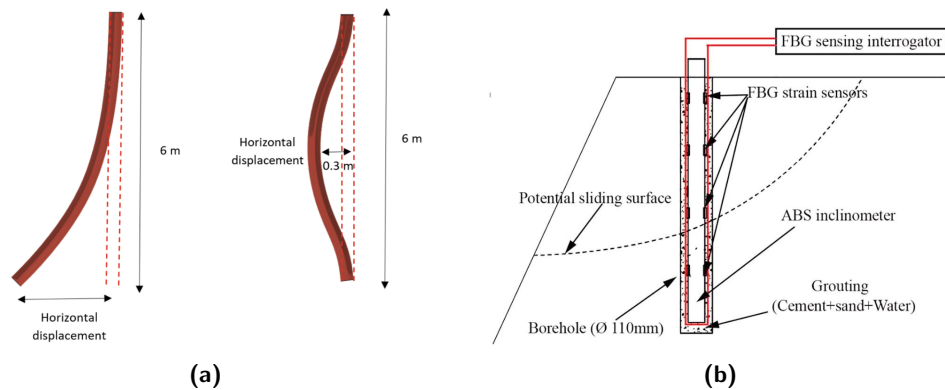 6 m
Horizontal
displacement
Horizontal
displacement
0.3 m
6 m
(a)
FBG sensing interrogator
FBG strain sensors
Potential sliding surface
ABS inclinometer
Grouting
(Cement+sand+Water)
Borehole (Ø 110mm)
(b)